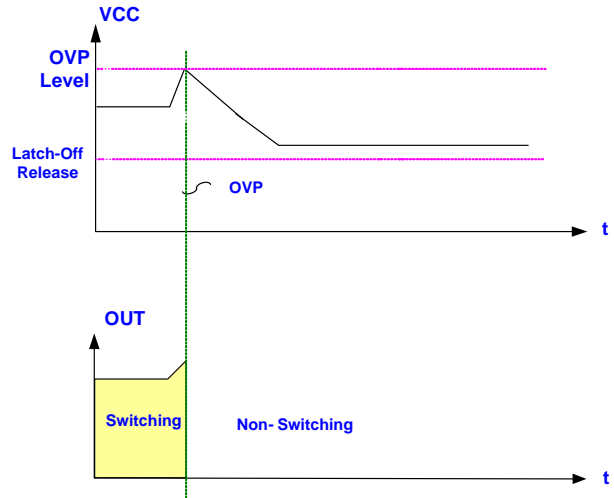 VCC
OVP
Level
Latch-Off
Release
OVP
t
OUT
Switching
Non- Switching
t